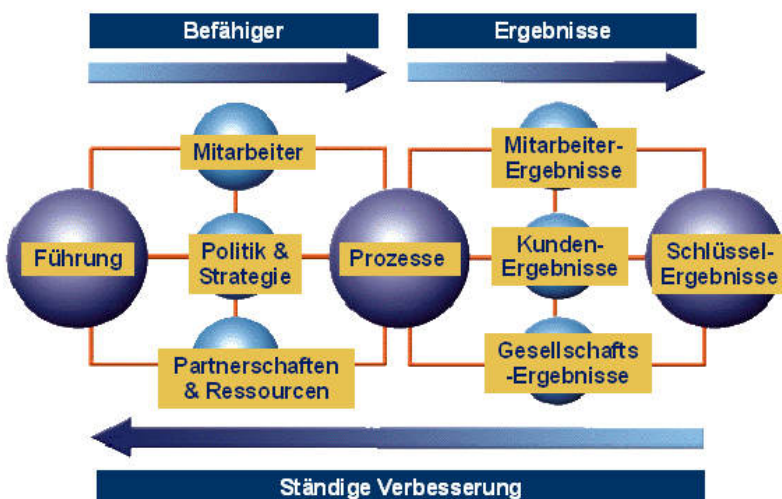 Befähiger
Ergebnisse
Mitarbeiter
Mitarbeiter-
Ergebnisse
Führung
Politik &
Strategie
Prozesse
Kunden-
Ergebnisse
Schlüssel-
Ergebnisse
Partnerschaften
& Ressourcen
Gesellschafts
-Ergebnisse
Ständige Verbesserung